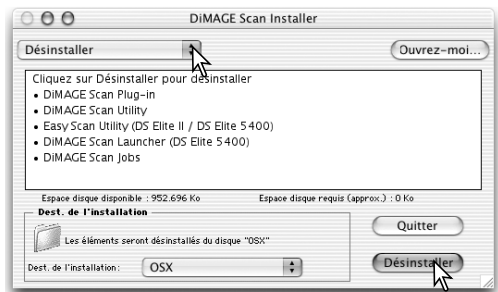 DiMAGE Scan Installer
Désinstaller
Ouvrez-moi...
Cliquez sur Désinstaller pour désinstaller
• DiMAGE Scan Plug-in
• DiMAGE Scan Utility
• Easy Scan Utility (DS Elite II / DS Elite 5400)
• DiMAGE Scan Launcher (DS Elite 5400)
• DiMAGE Scan Jobs
Espace disque disponible : 952.696 Ko Espace disque requis (approx.) : 0 Ko
Dest. de l'installation
Les éléments seront désinstallés du disque "OSX"
Quitter
Dest. de l'installation: OSX
Désinstaller